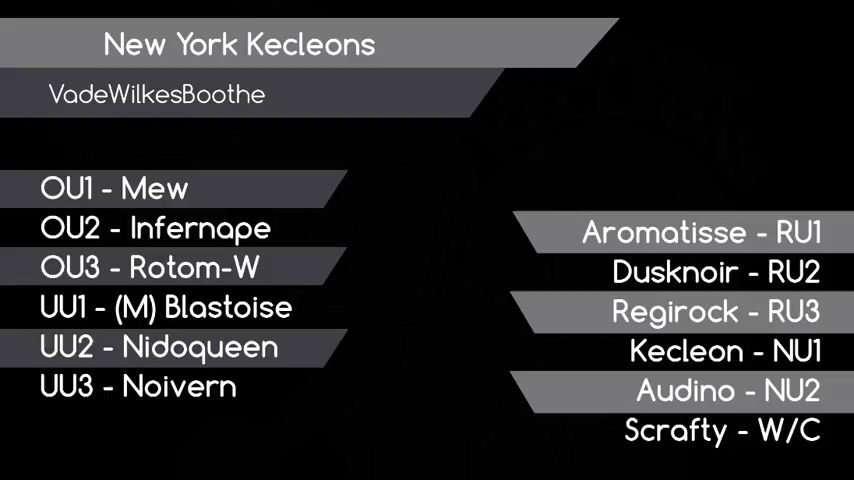 New York Kecleons
VadeWilkesBoothe
OU1 - Mew
OU2 - Infernape
OU3 - Rotom-W
UU1 - (M) Blastoise
UU2 - Nidoqueen
UU3 - Noivern
Aromatisse - RU1
Dusknoir - RU2
Regirock - RU3
Kecleon - NU1
Audino - NU2
Scrafty - W/C